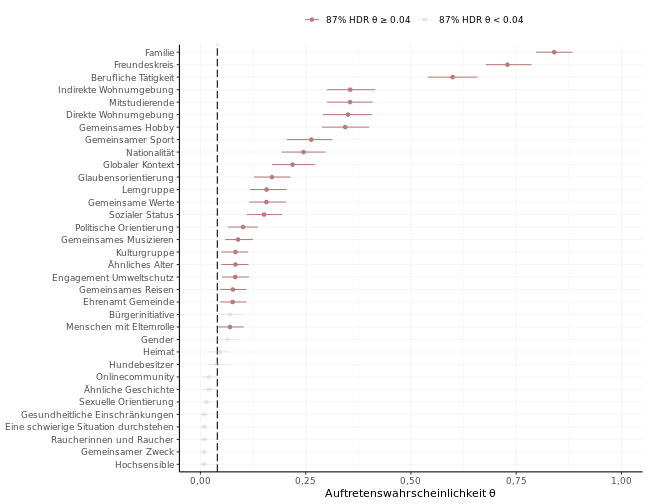 87% HDR θ ≥ 0.04 87% HDR θ < 0.04
Familie
Freundeskreis
Berufliche Tätigkeit
Indirekte Wohnumgebung
Mitstudierende
Direkte Wohnumgebung
Gemeinsames Hobby
Gemeinsamer Sport
Nationalität
Globaler Kontext
Glaubensorientierung
Lerngruppe
Gemeinsame Werte
Sozialer Status
Politische Orientierung
Gemeinsames Musizieren
Kulturgruppe
Ähnliches Alter
Engagement Umweltschutz
Gemeinsames Reisen
Ehrenamt Gemeinde
Bürgerinitiative
Menschen mit Elternrolle
Gender
Heimat
Hundebesitzer
Onlinecommunity
Ähnliche Geschichte
Sexuelle Orientierung
Gesundheitliche Einschränkungen
Eine schwierige Situation durchstehen
Raucherinnen und Raucher
Gemeinsamer Zweck
Hochsensible
0,00 0,25 0,50 0,75 1,00
Auftretenswahrscheinlichkeit θ